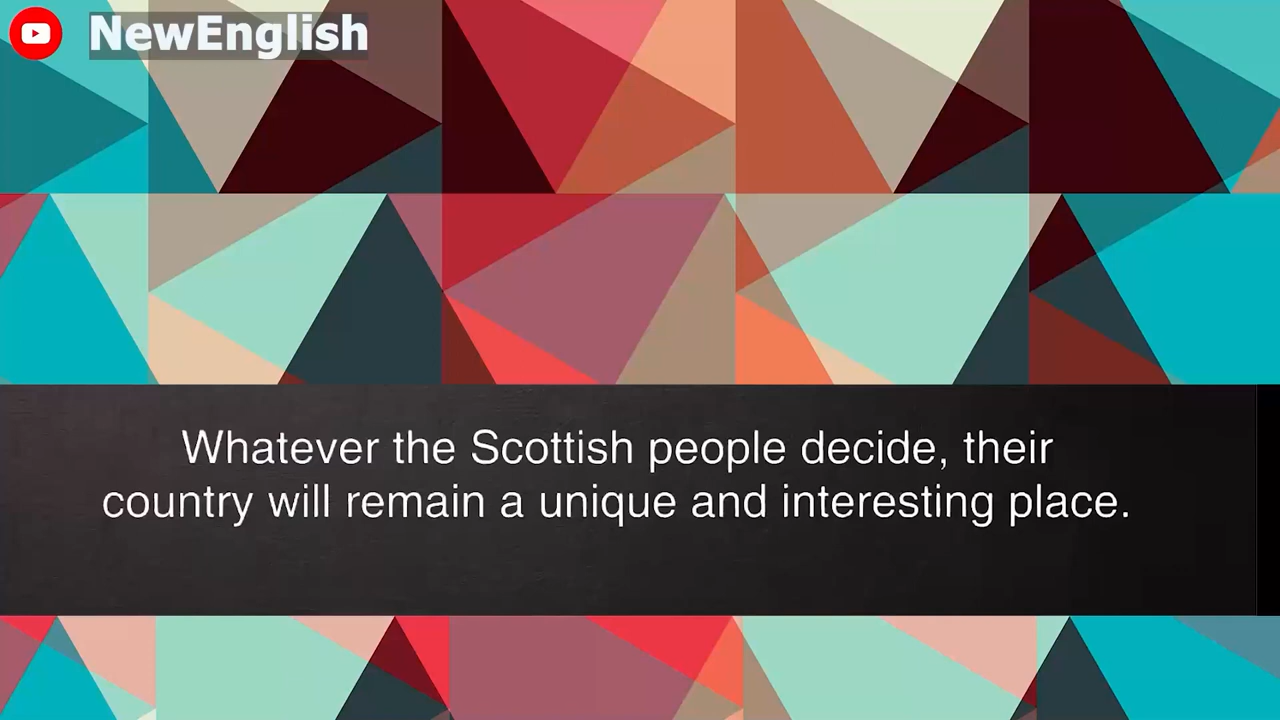 NewEnglish
Whatever the Scottish people decide, their
country will remain a unique and interesting place.